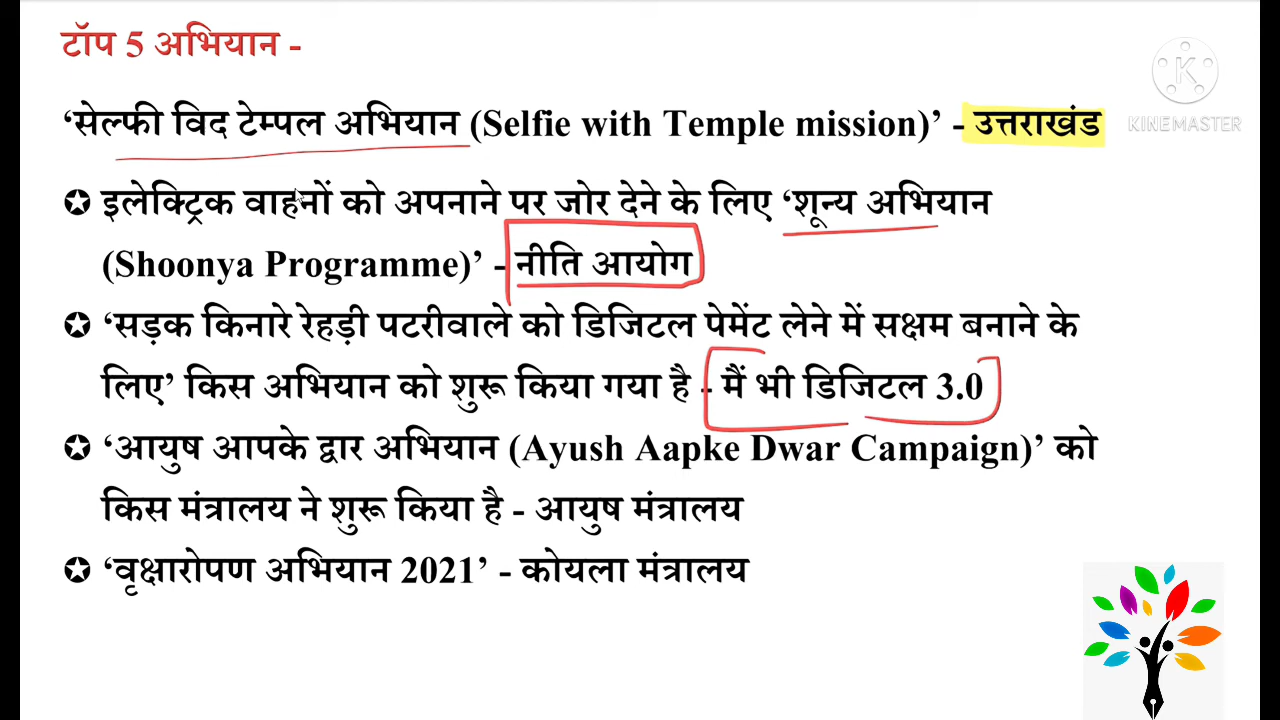 टॉप 5 अभियान -
‘सेल्फी विद टेम्पल अभियान (Selfie with Temple mission)’ - उत्तराखंड
KINEMASTER
✪ इलेक्ट्रिक वाहनों को अपनाने पर जोर देने के लिए ‘शून्य अभियान
(Shoonya Programme)’ - नीति आयोग
✪ ‘सड़क किनारे रेहड़ी पटरीवाले को डिजिटल पेमेंट लेने में सक्षम बनाने के
लिए’ किस अभियान को शुरू किया गया है - मैं भी डिजिटल 3.0
✪ ‘आयुष आपके द्वार अभियान (Ayush Aapke Dwar Campaign)’ को
किस मंत्रालय ने शुरू किया है - आयुष मंत्रालय
✪ ‘वृक्षारोपण अभियान 2021’ - कोयला मंत्रालय